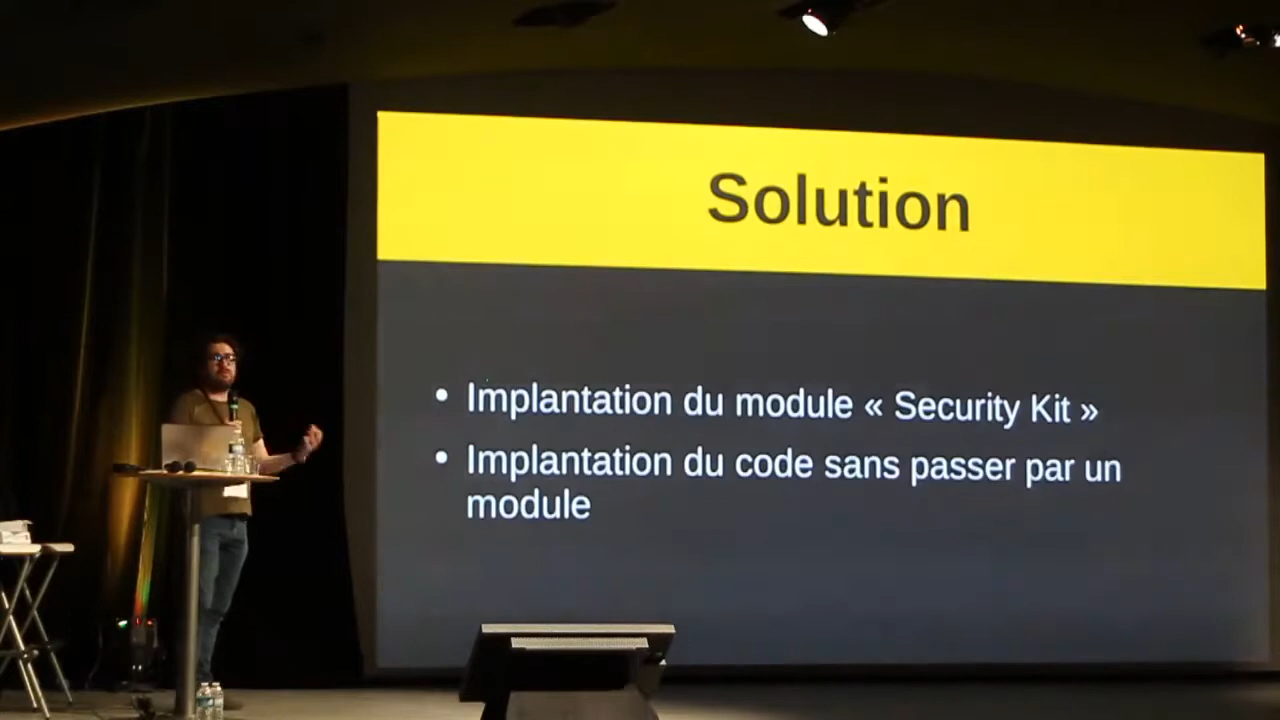 Solution
• Implantation du module « Security Kit »
• Implantation du code sans passer par un
module